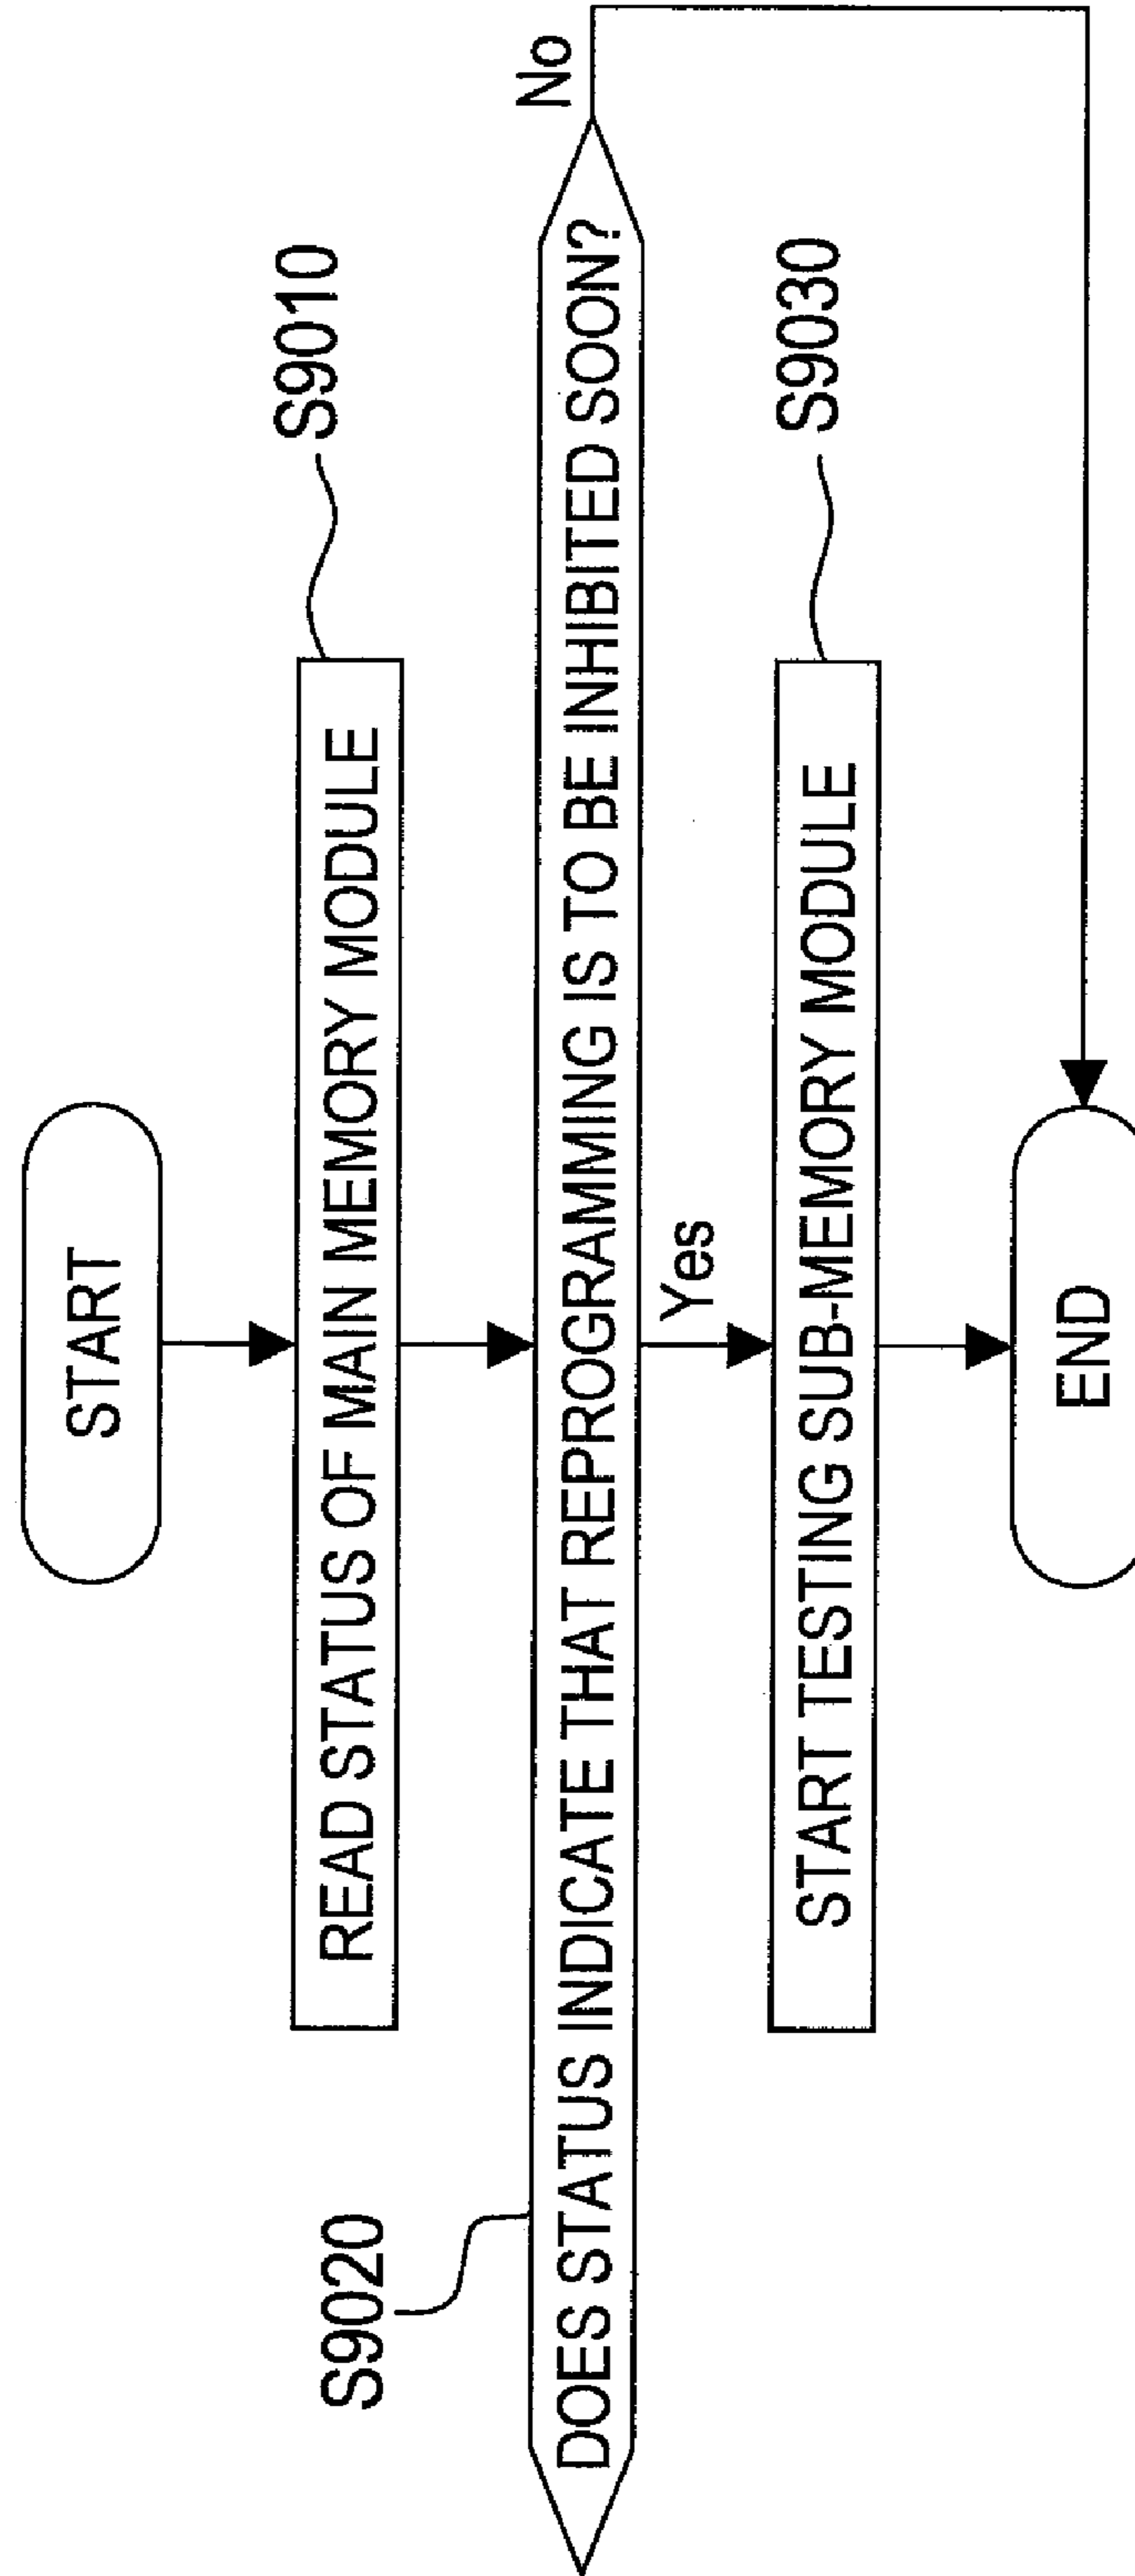 START
S9010
READ STATUS OF MAIN MEMORY MODULE
S9020
DOES STATUS INDICATE THAT REPROGRAMMING IS TO BE INHIBITED SOON?
No
Yes
S9030
START TESTING SUB-MEMORY MODULE
END